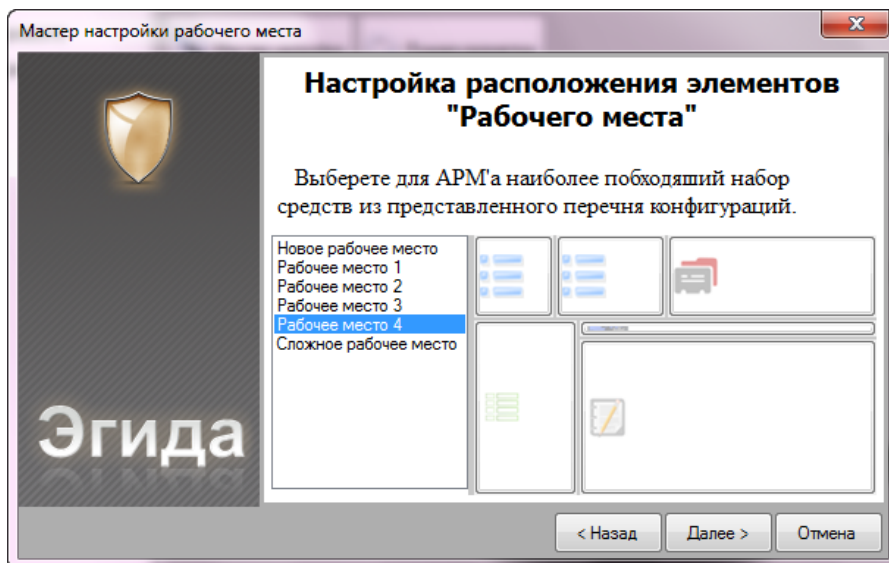 Мастер настройки рабочего места
Настройка расположения элементов
"Рабочего места"
Выберете для АРМ'а наиболее побходяший набор
средств из представленного перечня конфигураций.
Новое рабочее место
Рабочее место 1
Рабочее место 2
Рабочее место 3
Рабочее место 4
Сложное рабочее место
Эгида
< Назад
Далее >
Отмена